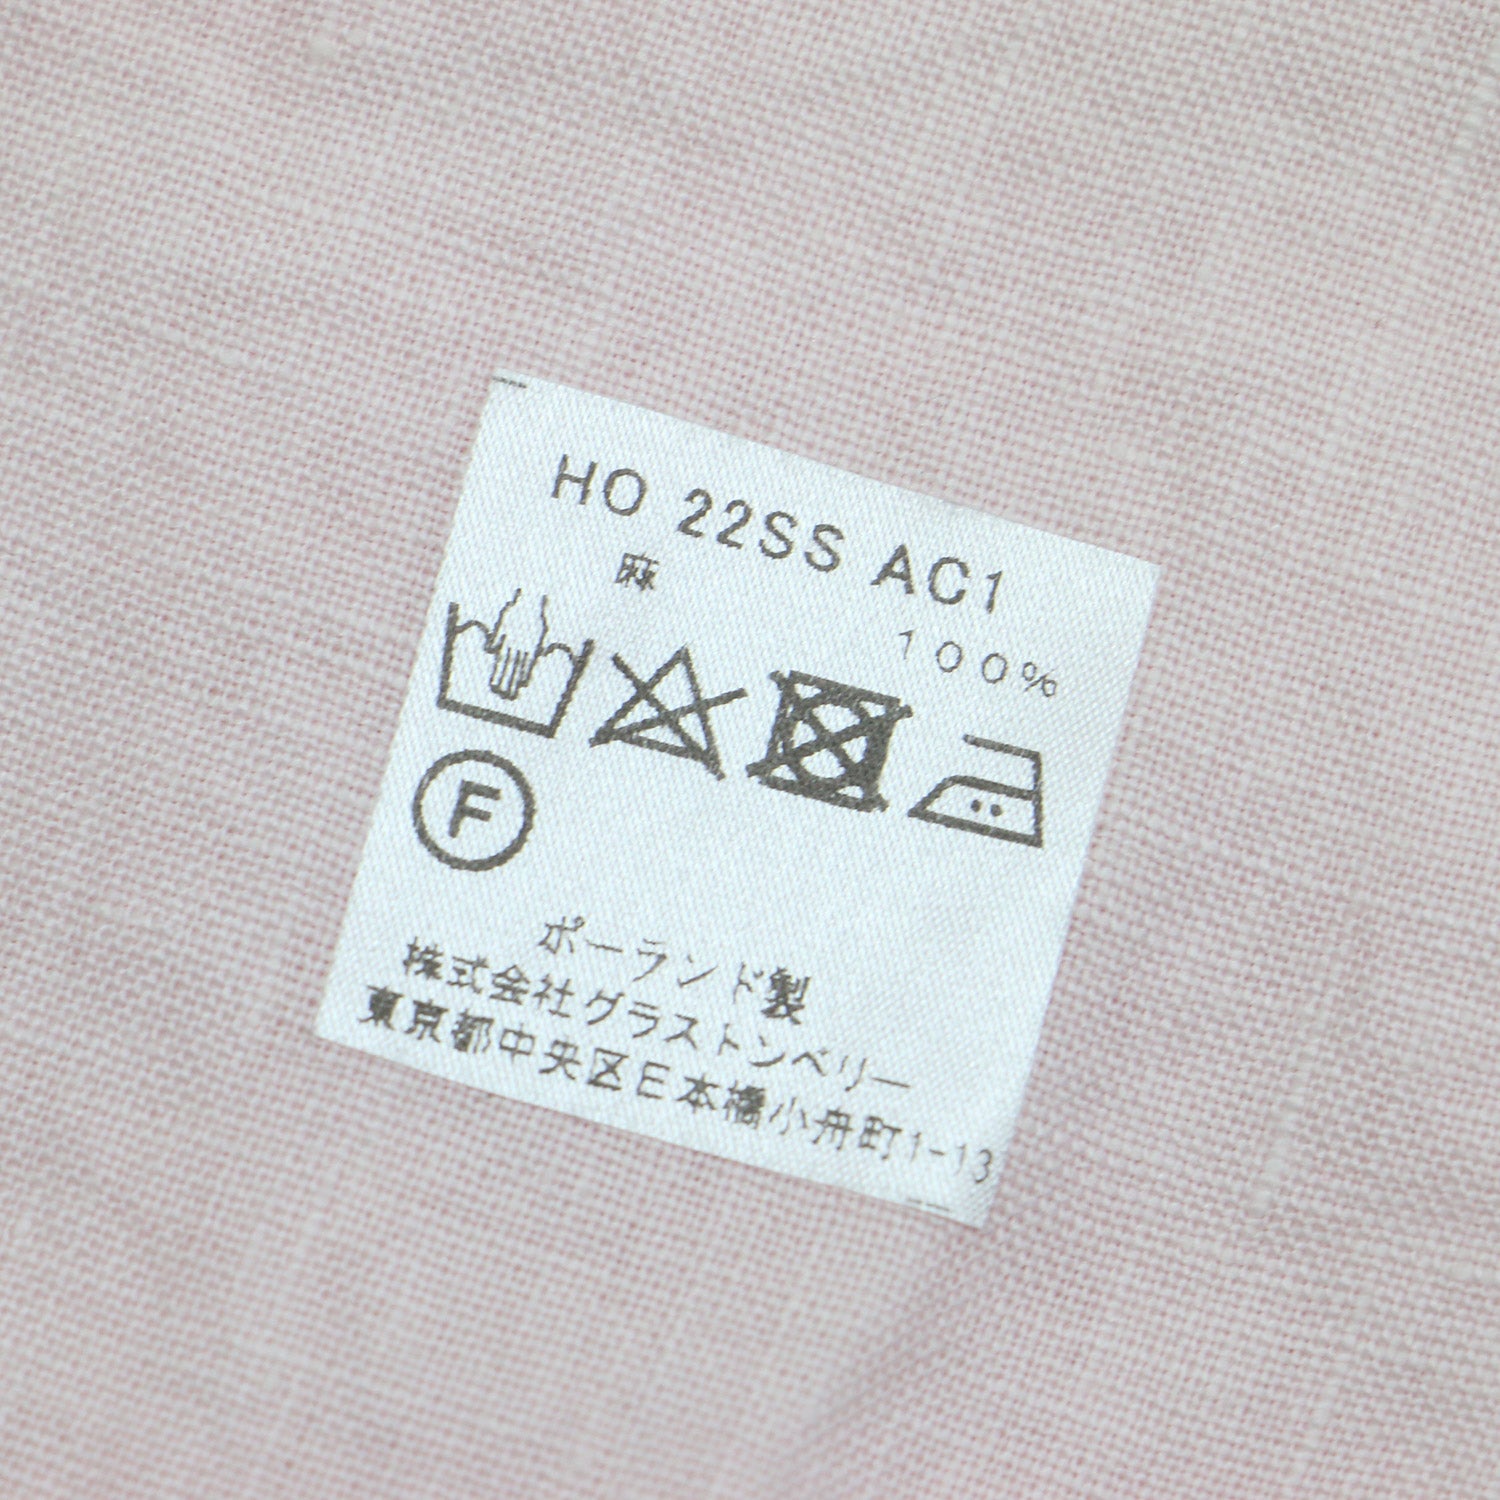 HO 22SS AC1
麻
100%
F
ポーランド製
株式会社グラストンベリー
東京都中央区日本橋小舟町1-13